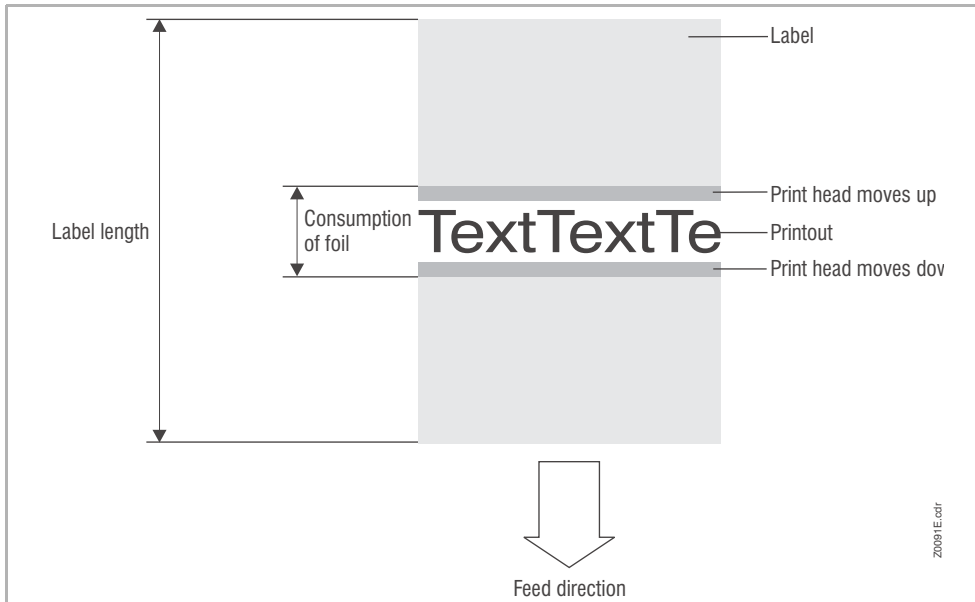 Label
Print head moves up
Label length
Consumption
of foil
TextTextTe
Printout
Print head moves dov
Feed direction
Z0091E.cdr